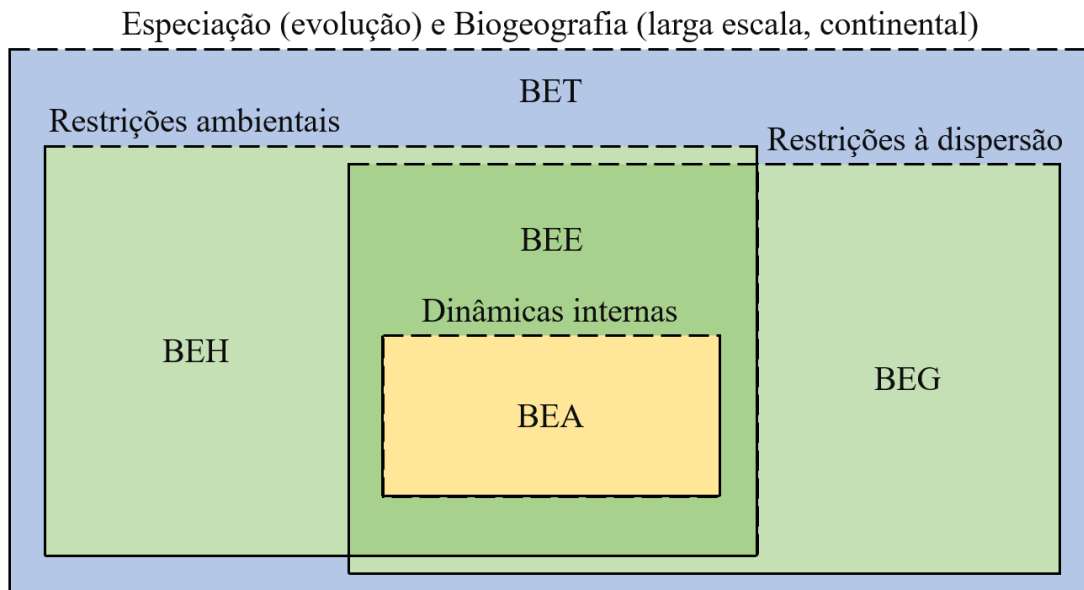 Especiação (evolução) e Biogeografia (larga escala, continental)
BET
Restrições ambientais
Restrições à dispersão
BEE
Dinâmicas internas
BEH
BEG
BEA